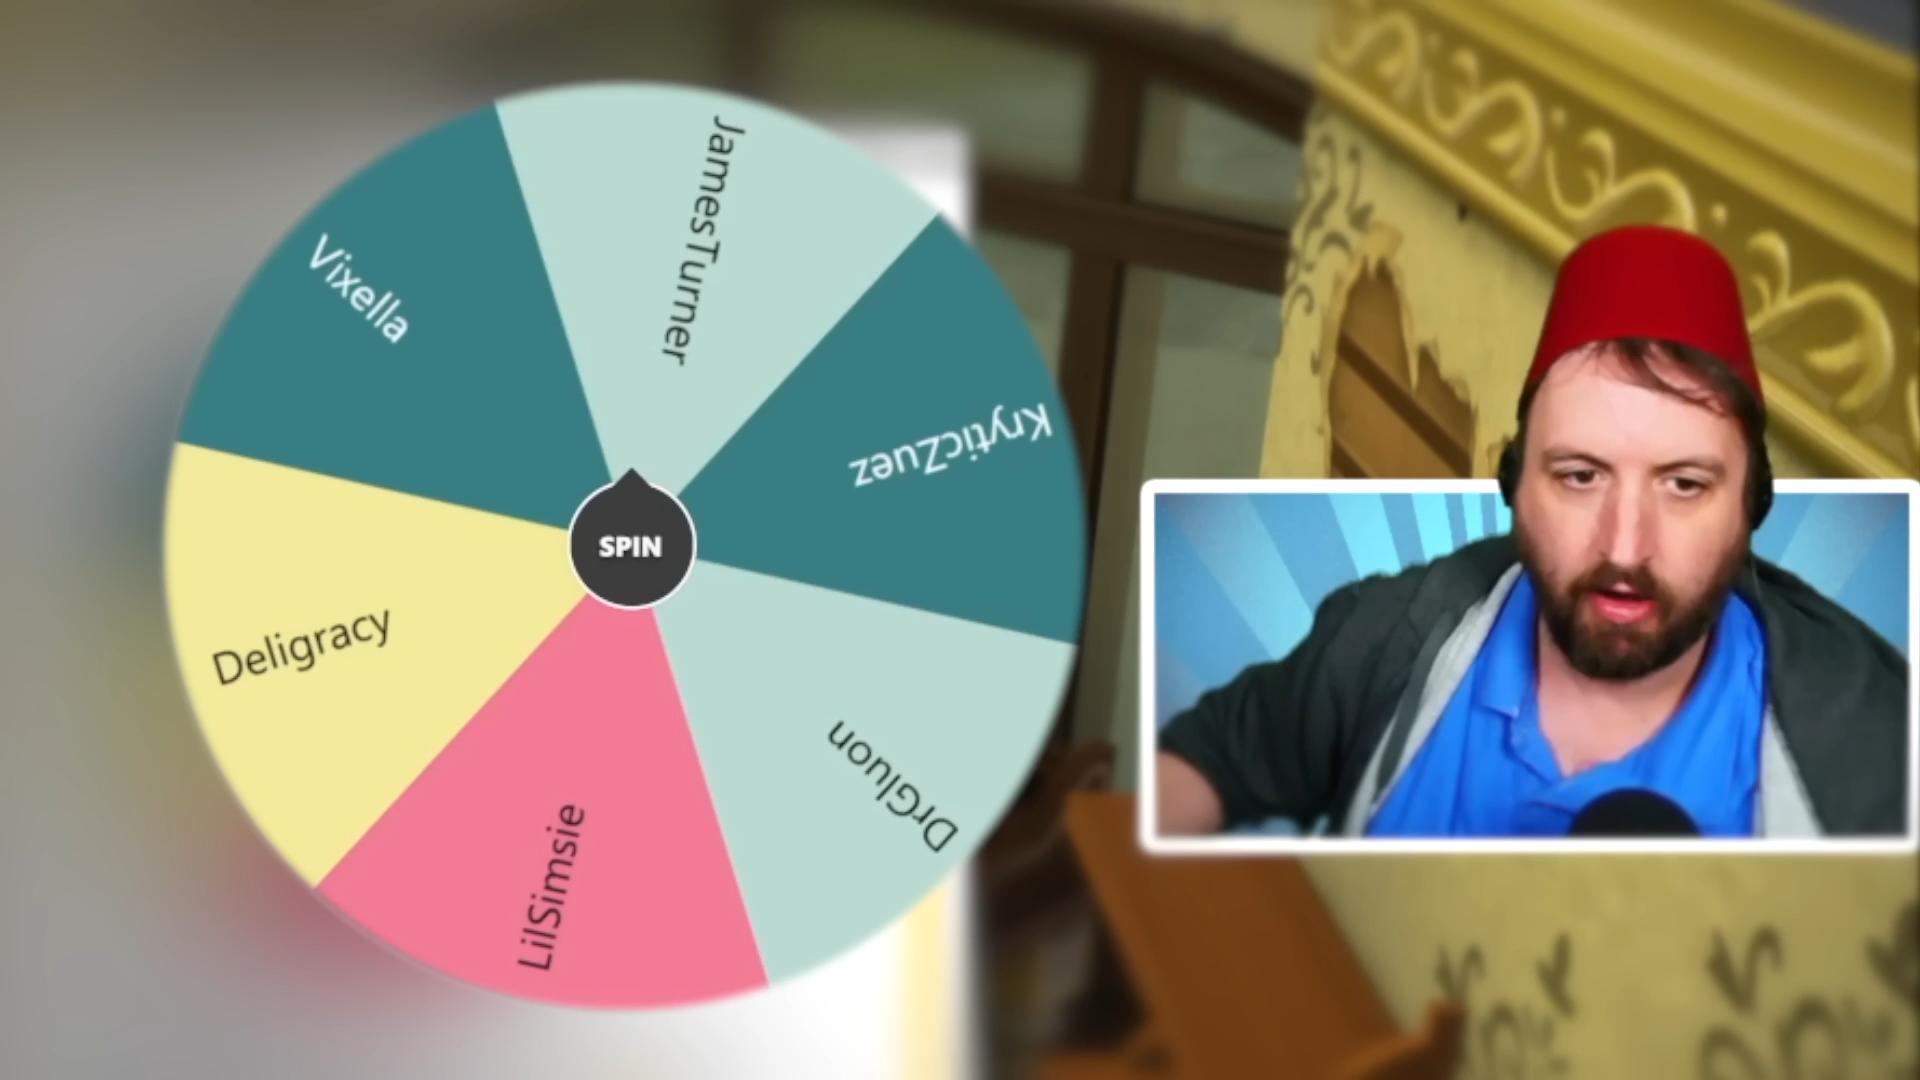 JamesTurner
KryticZuez
DrGluon
LilSimsie
Deligracy
Vixella
SPIN